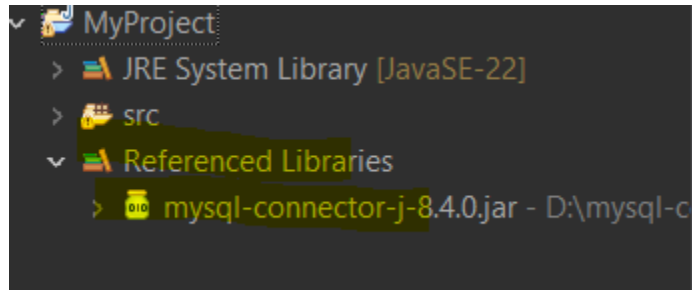 MyProject
JRE System Library [JavaSE-22]
src
Referenced Libraries
mysql-connector-j-8.4.0.jar - D:\mysql-c